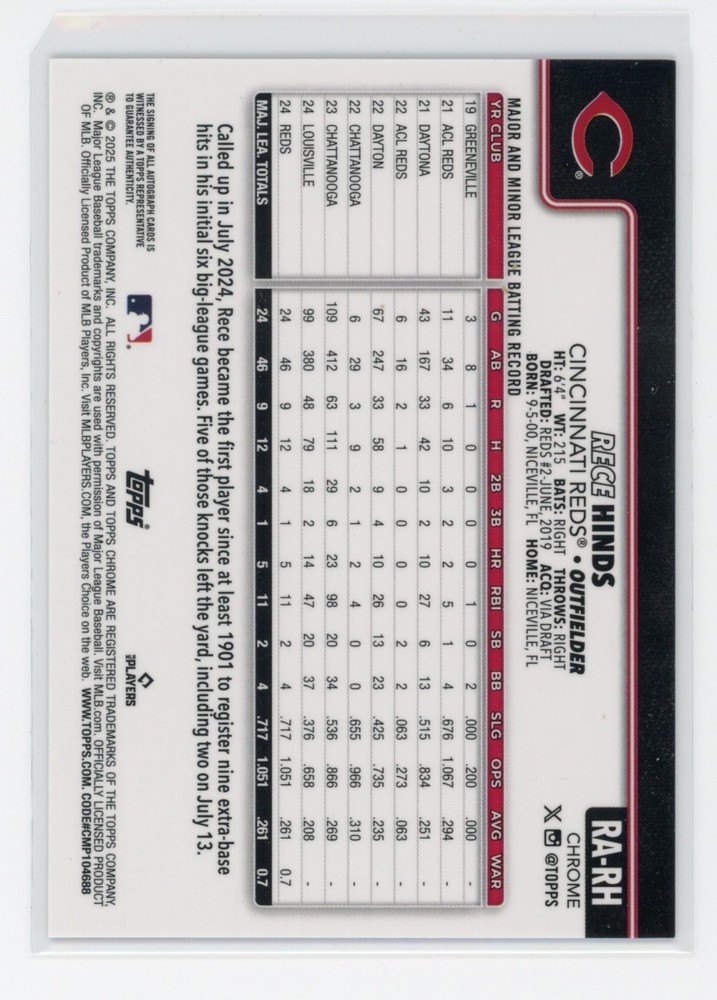 RA-RH
CHROME
@TOPPS
RECE HINDS
CINCINNATI REDS® • OUTFIELDER
HT: 6'4" WT: 215 BATS: RIGHT THROWS: RIGHT
DRAFTED: REDS #2-JUNE, 2019 ACQ: VIA DRAFT
BORN: 9-5-00, NICEVILLE, FL HOME: NICEVILLE, FL
MAJOR AND MINOR LEAGUE BATTING RECORD
YR CLUB G AB R H 2B 3B HR RBI SB BB SLG OPS AVG WAR
19 GREENEVILLE 3 8 1 0 0 0 0 1 0 2 .000 .200 .000 -
21 ACL REDS 11 34 6 10 3 2 2 5 1 4 .676 1.067 .294 -
21 DAYTONA 43 167 33 42 10 2 10 27 6 13 .515 .834 .251 -
22 ACL REDS 6 16 2 1 0 0 0 0 2 2 .063 .273 .063 -
22 DAYTON 67 247 33 58 9 4 10 26 13 23 .425 .735 .235 -
22 CHATTANOOGA 6 29 3 9 2 1 2 4 0 0 .655 .966 .310 -
23 CHATTANOOGA 109 412 63 111 29 6 23 98 20 34 .536 .866 .269 -
24 LOUISVILLE 99 380 48 79 18 2 14 47 20 37 .376 .658 .208 -
24 REDS 24 46 9 12 4 1 5 11 2 4 .717 1.051 .261 0.7
MAJ. LEA. TOTALS 24 46 9 12 4 1 5 11 2 4 .717 1.051 .261 0.7
Called up in July 2024, Rece became the first player since at least 1901 to register nine extra-base
hits in his initial six big-league games. Five of those knocks left the yard, including two on July 13.
THE SIGNING OF ALL AUTOGRAPH CARDS IS
WITNESSED BY A TOPPS REPRESENTATIVE
TO GUARANTEE AUTHENTICITY.
topps®
MLB PLAYERS
® & © 2025 THE TOPPS COMPANY, INC. ALL RIGHTS RESERVED. TOPPS AND TOPPS CHROME ARE REGISTERED TRADEMARKS OF THE TOPPS COMPANY,
INC. Major League Baseball trademarks and copyrights are used with permission of Major League Baseball. Visit MLB.com. OFFICIALLY LICENSED PRODUCT
OF MLB. Officially Licensed Product of MLB Players, Inc. Visit MLBPLAYERS.COM, the Players Choice on the web. WWW.TOPPS.COM. CODE#CMP104688